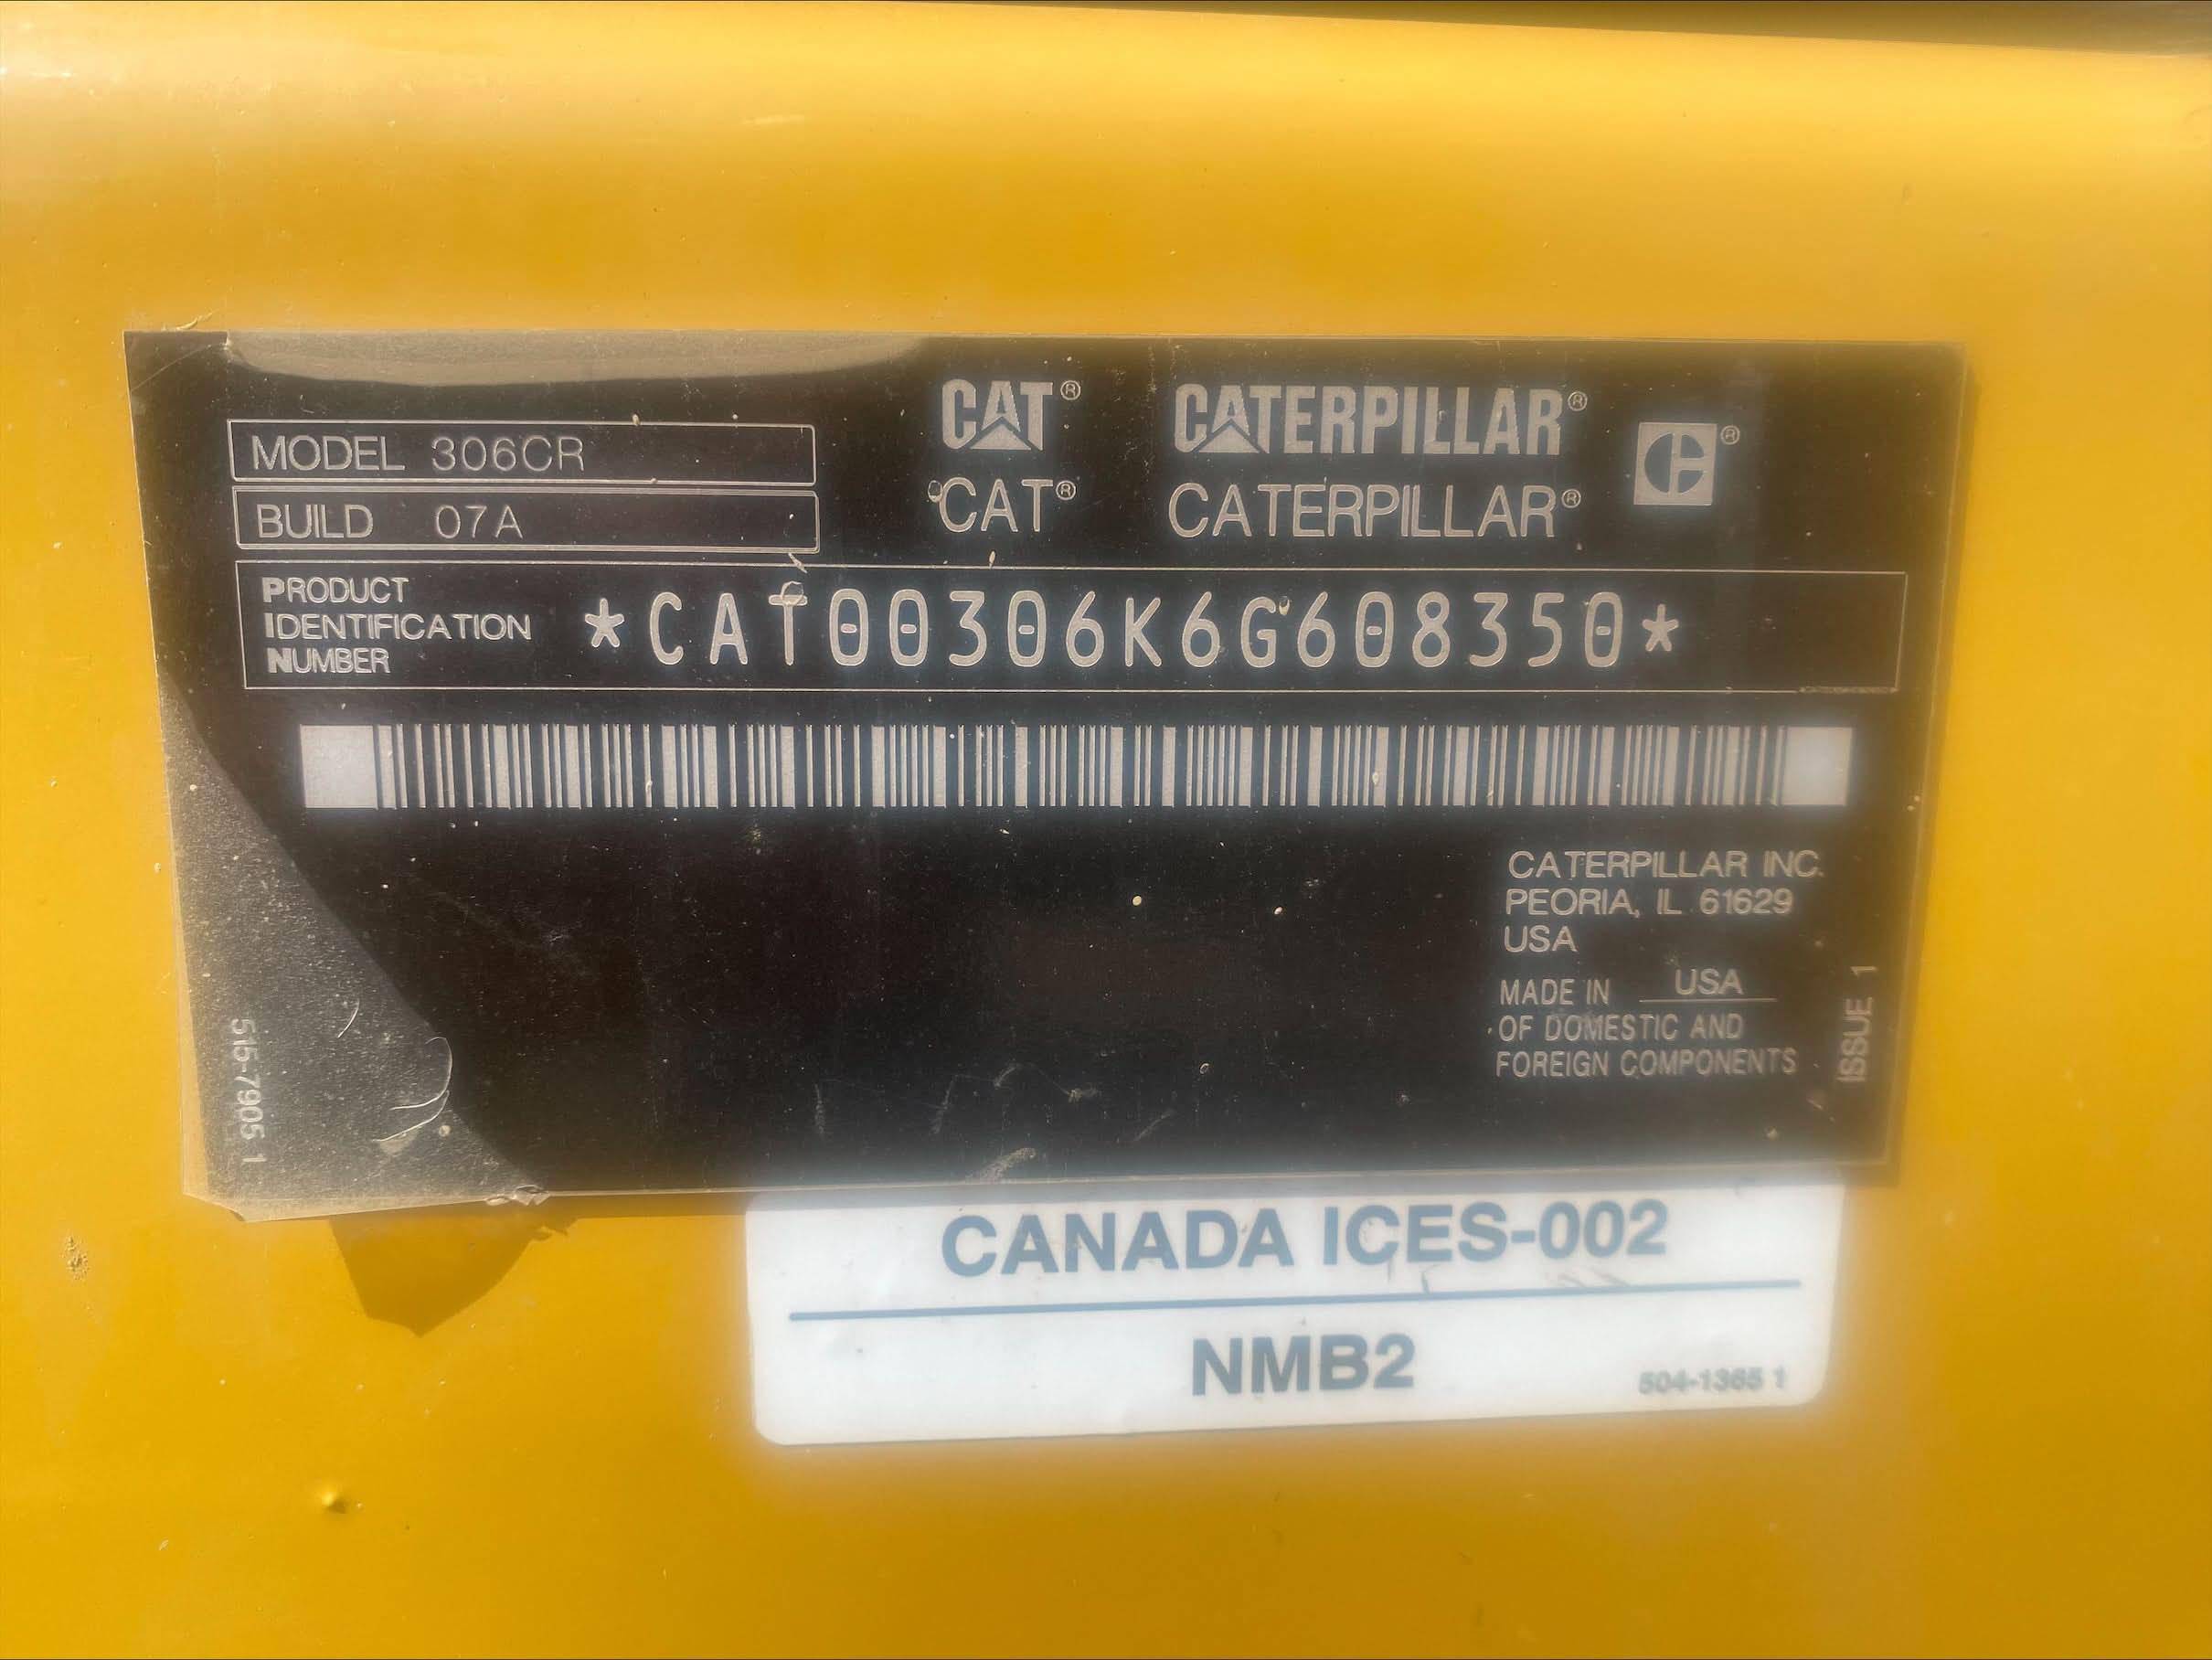 CAT® CATERPILLAR®
CAT® CATERPILLAR®
MODEL 306CR
BUILD 07A
PRODUCT
IDENTIFICATION
NUMBER
*CAT00306K6G608350*
CATERPILLAR INC.
PEORIA, IL 61629
USA
MADE IN USA
OF DOMESTIC AND
FOREIGN COMPONENTS
ISSUE 1
515-7905 1
CANADA ICES-002
NMB2
504-1365 1